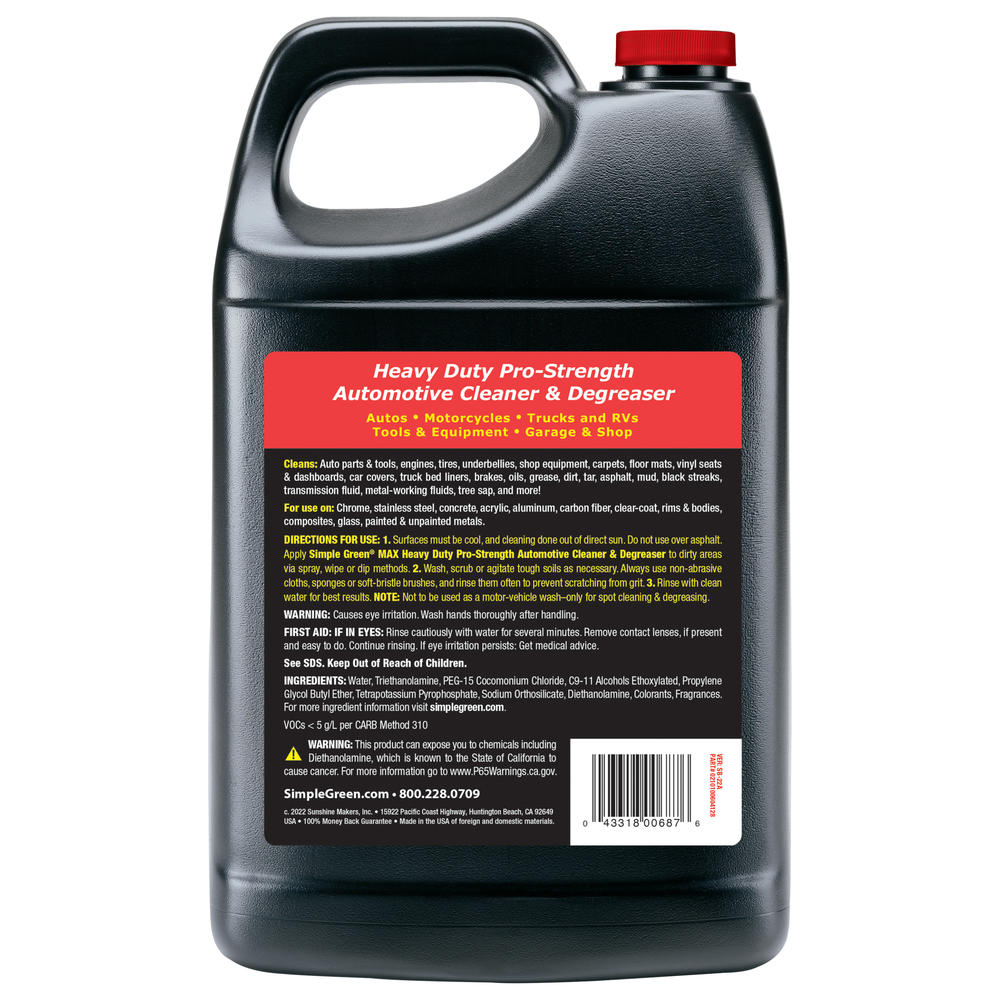 Heavy Duty Pro-Strength
Automotive Cleaner & Degreaser
Autos • Motorcycles • Trucks and RVs
Tools & Equipment • Garage & Shop
Cleans: Auto parts & tools, engines, tires, underbellies, shop equipment, carpets, floor mats, vinyl seats
& dashboards, car covers, truck bed liners, brakes, oils, grease, dirt, tar, asphalt, mud, black streaks,
transmission fluid, metal-working fluids, tree sap, and more!
For use on: Chrome, stainless steel, concrete, acrylic, aluminum, carbon fiber, clear-coat, rims & bodies,
composites, glass, painted & unpainted metals.
DIRECTIONS FOR USE: 1. Surfaces must be cool, and cleaning done out of direct sun. Do not use over asphalt.
Apply Simple Green® MAX Heavy Duty Pro-Strength Automotive Cleaner & Degreaser to dirty areas
via spray, wipe or dip methods. 2. Wash, scrub or agitate tough soils as necessary. Always use non-abrasive
cloths, sponges or soft-bristle brushes, and rinse them often to prevent scratching from grit. 3. Rinse with clean
water for best results. NOTE: Not to be used as a motor-vehicle wash–only for spot cleaning & degreasing.
WARNING: Causes eye irritation. Wash hands thoroughly after handling.
FIRST AID: IF IN EYES: Rinse cautiously with water for several minutes. Remove contact lenses, if present
and easy to do. Continue rinsing. If eye irritation persists: Get medical advice.
See SDS. Keep Out of Reach of Children.
INGREDIENTS: Water, Triethanolamine, PEG-15 Cocomonium Chloride, C9-11 Alcohols Ethoxylated, Propylene
Glycol Butyl Ether, Tetrapotassium Pyrophosphate, Sodium Orthosilicate, Diethanolamine, Colorants, Fragrances.
For more ingredient information visit simplegreen.com.
VOCs < 5 g/L per CARB Method 310
WARNING: This product can expose you to chemicals including
Diethanolamine, which is known to the State of California to
cause cancer. For more information go to www.P65Warnings.ca.gov.
SimpleGreen.com • 800.228.0709
c. 2022 Sunshine Makers, Inc. • 15922 Pacific Coast Highway, Huntington Beach, CA 92649
USA • 100% Money Back Guarantee • Made in the USA of foreign and domestic materials.
0 43318 00687 6
VER: SB-22A
PART# 0210100604128